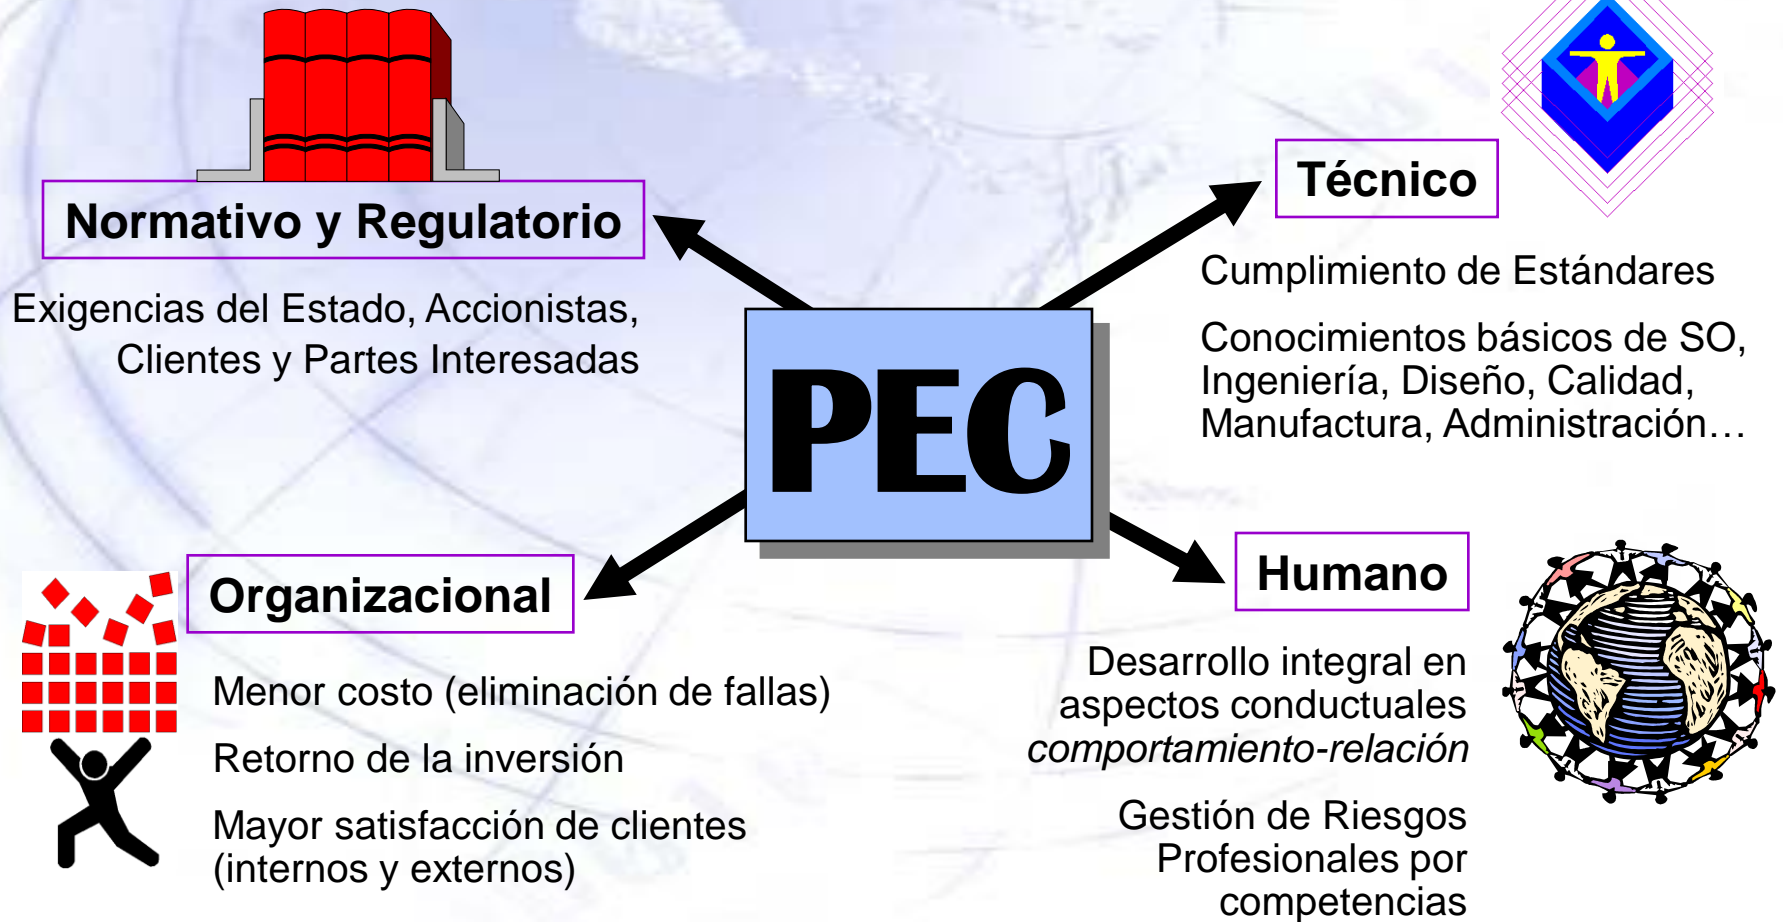 Normativo y Regulatorio
Exigencias del Estado, Accionistas,
Clientes y Partes Interesadas
Técnico
Cumplimiento de Estándares
Conocimientos básicos de SO,
Ingeniería, Diseño, Calidad,
Manufactura, Administración…
PEC
Organizacional
Menor costo (eliminación de fallas)
Retorno de la inversión
Mayor satisfacción de clientes
(internos y externos)
Humano
Desarrollo integral en
aspectos conductuales
comportamiento-relación
Gestión de Riesgos
Profesionales por
competencias